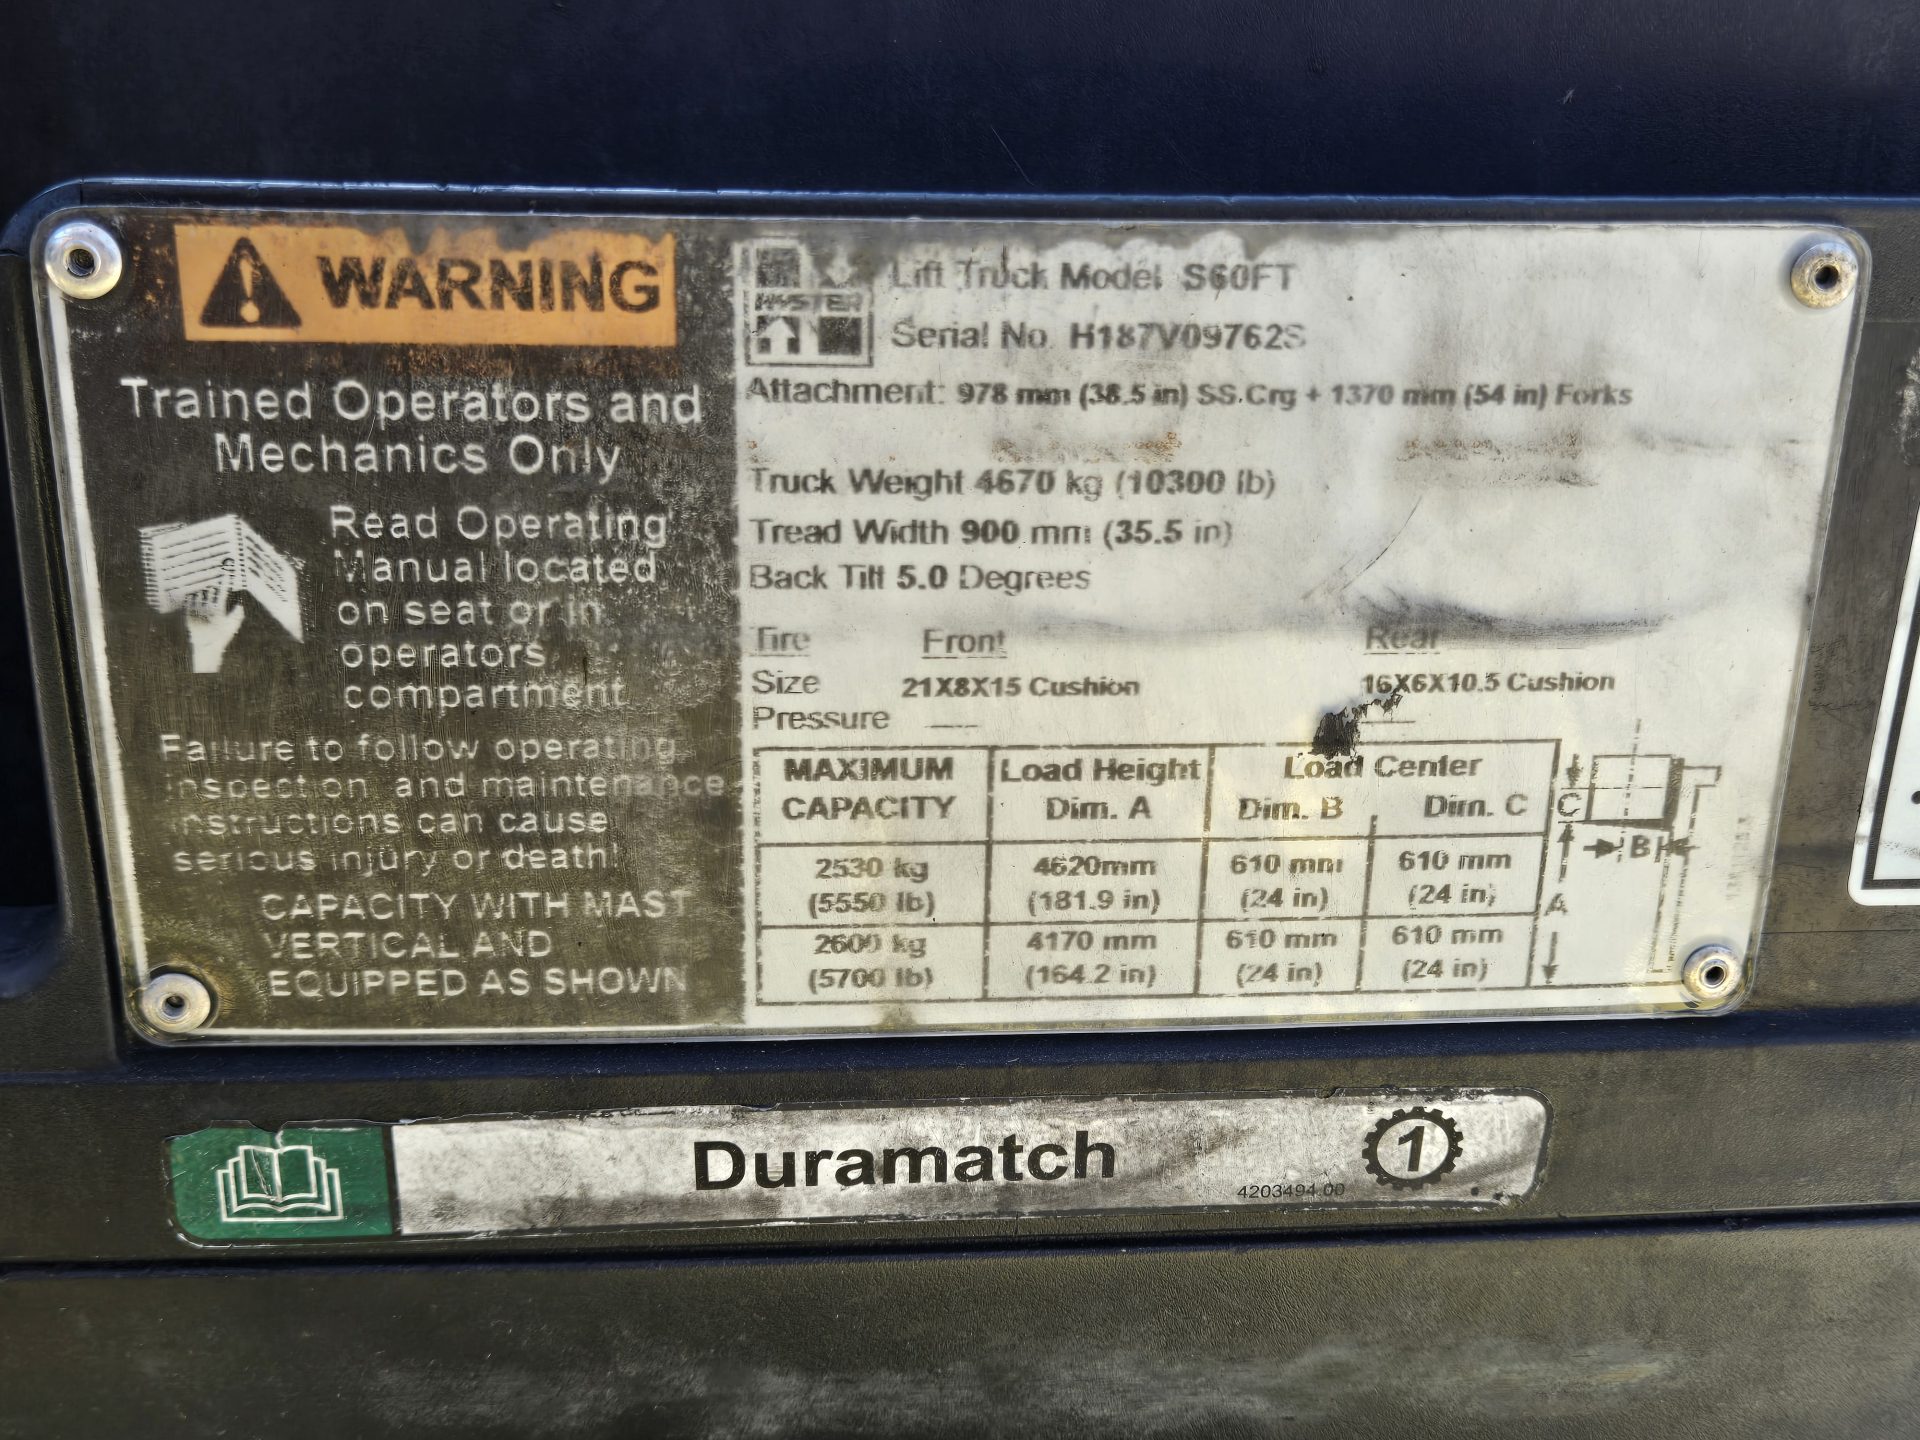 WARNING
Trained Operators and
Mechanics Only
Read Operating
Manual located
on seat or in
operators
compartment
Failure to follow operating
inspection and maintenance
instructions can cause
serious injury or death!
CAPACITY WITH MAST
VERTICAL AND
EQUIPPED AS SHOWN
HYSTER
Lift Truck Model S60FT
Serial No. H187V09762S
Attachment: 978 mm (38.5 in) SS.Crg + 1370 mm (54 in) Forks
Truck Weight 4670 kg (10300 lb)
Tread Width 900 mm (35.5 in)
Back Tilt 5.0 Degrees
Tire Front Rear
Size 21X8X15 Cushion 16X6X10.5 Cushion
Pressure
MAXIMUM Load Height Load Center
CAPACITY Dim. A Dim. B Dim. C
2530 kg 4620mm 610 mm 610 mm
(5550 lb) (181.9 in) (24 in) (24 in)
2600 kg 4170 mm 610 mm 610 mm
(5700 lb) (164.2 in) (24 in) (24 in)
C
B
A
Duramatch
4203494 00
1